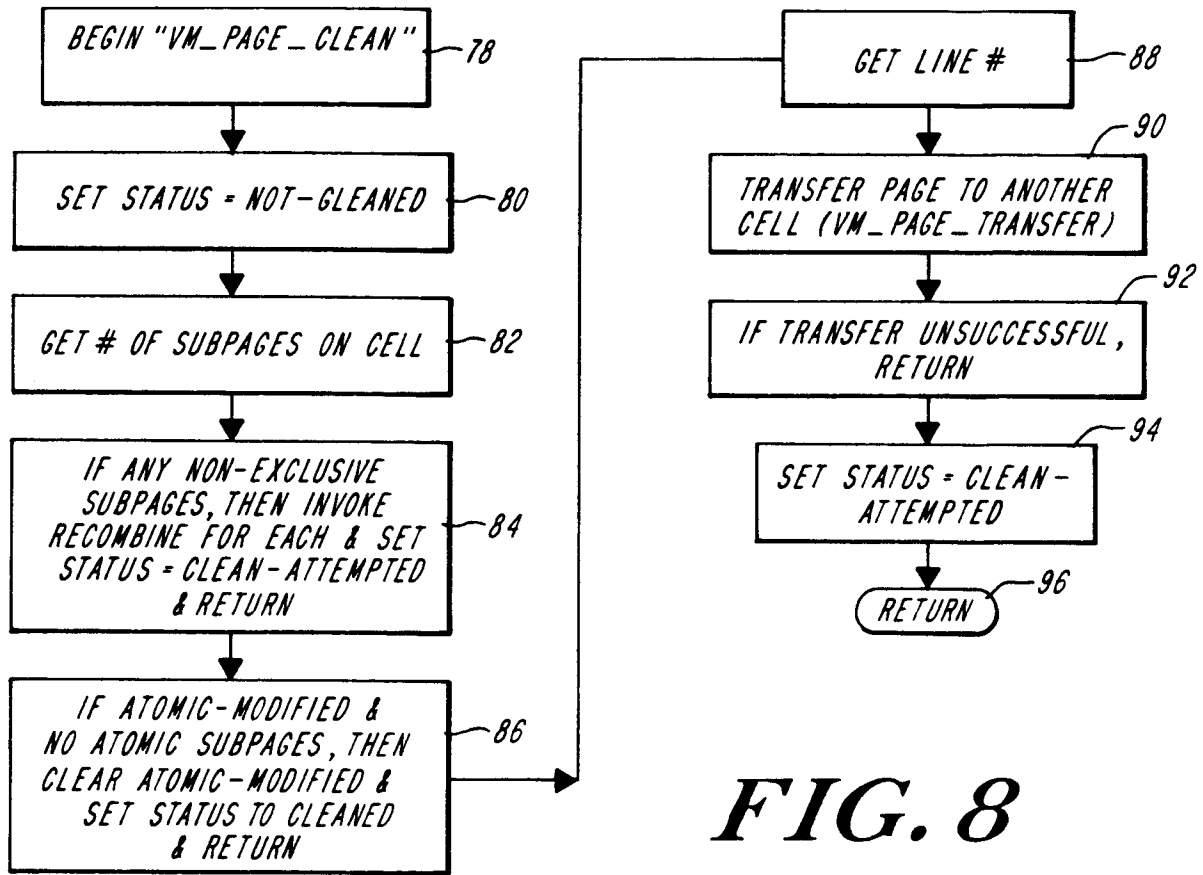 BEGIN "VM_PAGE_CLEAN"
78
SET STATUS = NOT-GLEANED
80
GET # OF SUBPAGES ON CELL
82
IF ANY NON-EXCLUSIVE
SUBPAGES, THEN INVOKE
RECOMBINE FOR EACH & SET
STATUS = CLEAN-ATTEMPTED
& RETURN
84
IF ATOMIC-MODIFIED &
NO ATOMIC SUBPAGES, THEN
CLEAR ATOMIC-MODIFIED &
SET STATUS TO CLEANED
& RETURN
86
GET LINE #
88
TRANSFER PAGE TO ANOTHER
CELL (VM_PAGE_TRANSFER)
90
IF TRANSFER UNSUCCESSFUL,
RETURN
92
SET STATUS = CLEAN-
ATTEMPTED
94
RETURN
96
FIG. 8